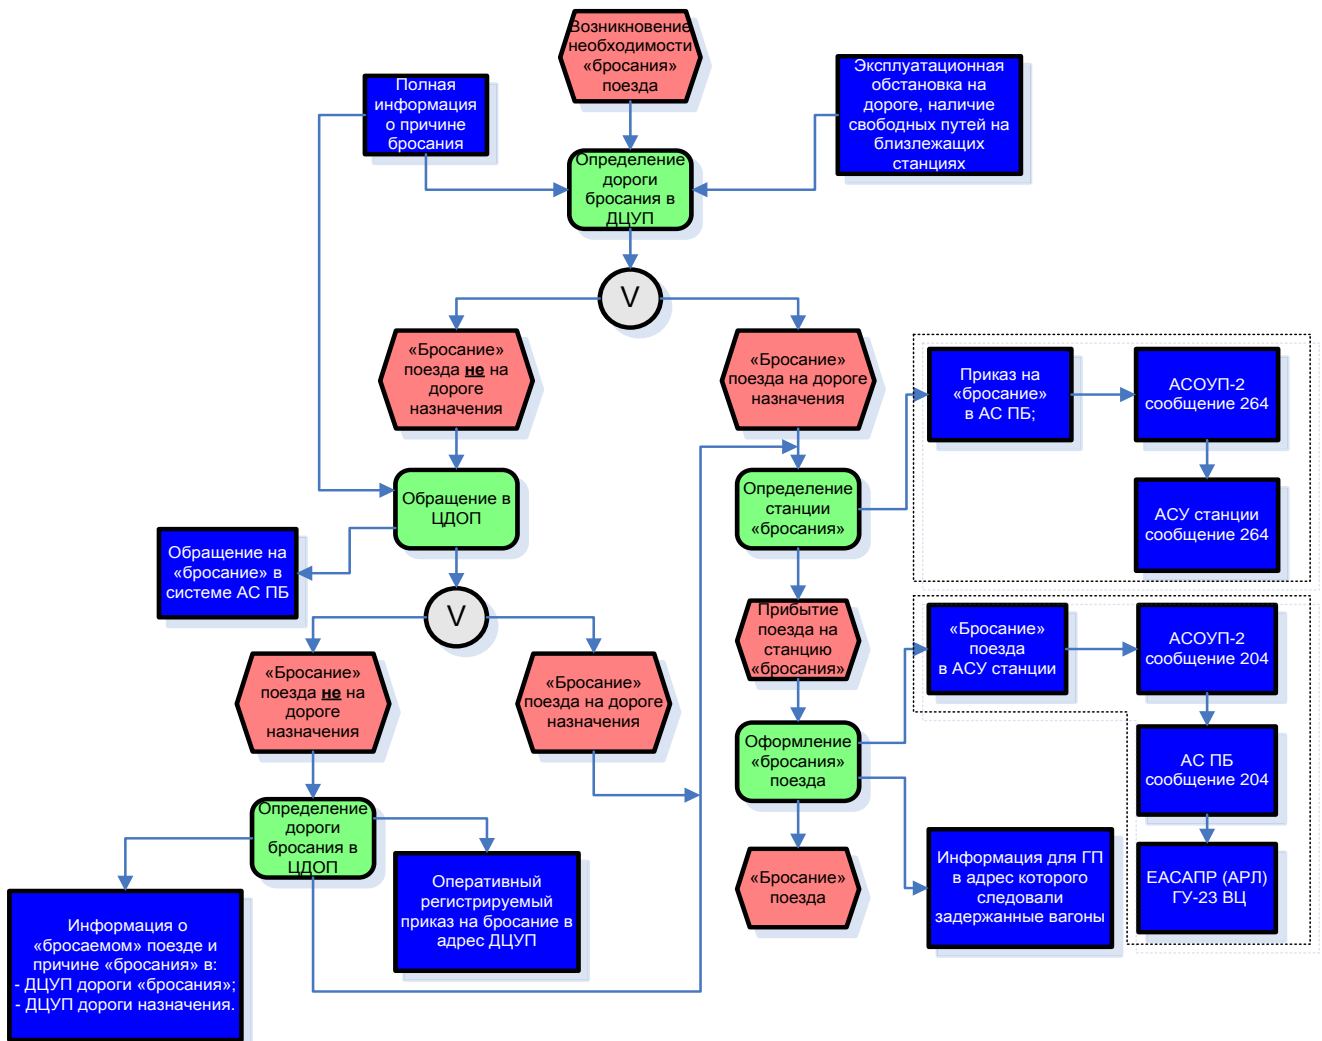 Возникновение
необходимости
«бросания»
поезда
Полная
информация
о причине
бросания
Эксплуатационная
обстановка на
дороге, наличие
свободных путей на
близлежащих
станциях
Определение
дороги
бросания в
ДЦУП
V
«Бросание»
поезда не на
дороге
назначения
«Бросание»
поезда на дороге
назначения
Приказ на
«бросание»
в АС ПБ;
АСОУП-2
сообщение 264
Обращение в
ЦДОП
Определение
станции
«бросания»
АСУ станции
сообщение 264
Обращение на
«бросание» в
системе АС ПБ
V
Прибытие
поезда на
станцию
«бросания»
«Бросание»
поезда
в АСУ станции
АСОУП-2
сообщение 204
«Бросание»
поезда не на
дороге
назначения
«Бросание»
поезда на дороге
назначения
Оформление
«бросания»
поезда
АС ПБ
сообщение 204
Определение
дороги
бросания в
ЦДОП
Оперативный
регистрируемый
приказ на бросание в
адрес ДЦУП
«Бросание»
поезда
Информация для ГП
в адрес которого
следовали
задержанные вагоны
ЕАСАПР (АРЛ)
ГУ-23 ВЦ
Информация о
«бросаемом» поезде и
причине «бросания» в:
- ДЦУП дороги «бросания»;
- ДЦУП дороги назначения.